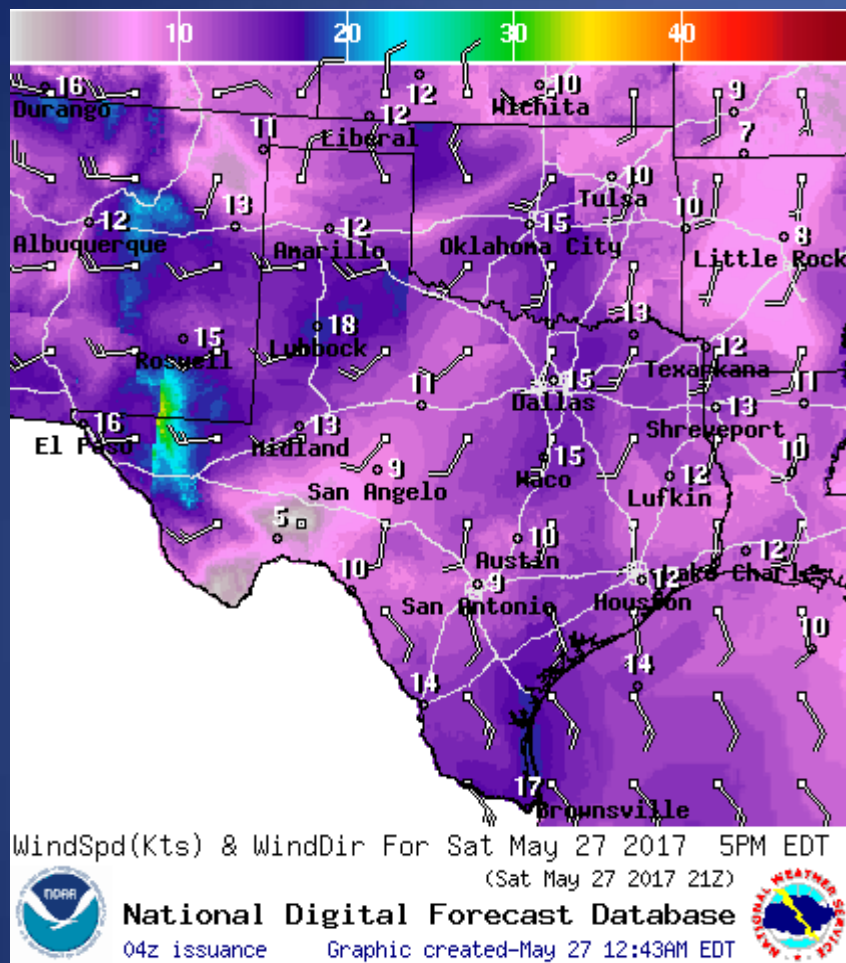 10 20 30 40
16 10 9
Durango 12 Wichita
12
Liberal
11 7
10
Tulsa
12 13 12 15 10 8
Albuquerque Amarillo Oklahoma City Little Rock
18 13
15 Lubbock 12
Roswell Texarkana
15
11 Dallas 13 11
16 13 Shreveport
El Paso Midland
9 15 12 10
San Angelo Waco Lufkin
5 10 12
Austin Lake Charles
10 9 12
San Antonio Houston
10
14 14
17
Brownsville
WindSpd(Kts) & WindDir For Sat May 27 2017 5PM EDT
(Sat May 27 2017 21Z)
NOAA
National Digital Forecast Database
NATIONAL WEATHER SERVICE
04z issuance Graphic created-May 27 12:43AM EDT